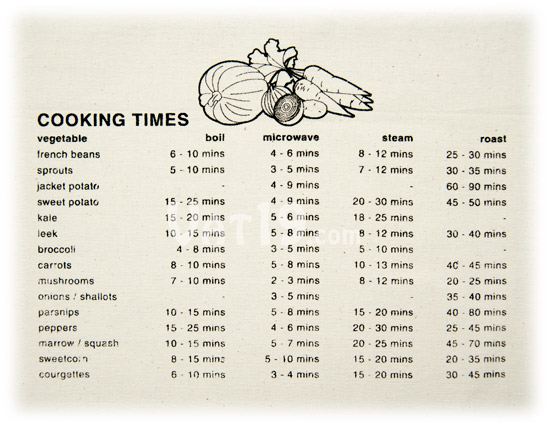 COOKING TIMES
vegetable boil microwave steam roast
french beans 6 - 10 mins 4 - 6 mins 8 - 12 mins 25 - 30 mins
sprouts 5 - 10 mins 3 - 5 mins 7 - 12 mins 30 - 35 mins
jacket potato - 4 - 9 mins - 60 - 90 mins
sweet potato 15 - 25 mins 4 - 9 mins 20 - 30 mins 45 - 50 mins
kale 15 - 20 mins 5 - 6 mins 18 - 25 mins -
leek 10 - 15 mins 5 - 8 mins 8 - 12 mins 30 - 40 mins
broccoli 4 - 8 mins 3 - 5 mins 5 - 10 mins -
carrots 8 - 10 mins 5 - 8 mins 10 - 13 mins 40 - 45 mins
mushrooms 7 - 10 mins 2 - 3 mins 8 - 12 mins 20 - 25 mins
onions / shallots - 3 - 5 mins - 35 - 40 mins
parsnips 10 - 15 mins 5 - 8 mins 15 - 20 mins 40 - 80 mins
peppers 15 - 25 mins 4 - 6 mins 20 - 30 mins 25 - 45 mins
marrow / squash 10 - 15 mins 5 - 7 mins 20 - 25 mins 45 - 70 mins
sweetcorn 8 - 15 mins 5 - 10 mins 15 - 20 mins 20 - 35 mins
courgettes 6 - 10 mins 3 - 4 mins 15 - 20 mins 30 - 45 mins